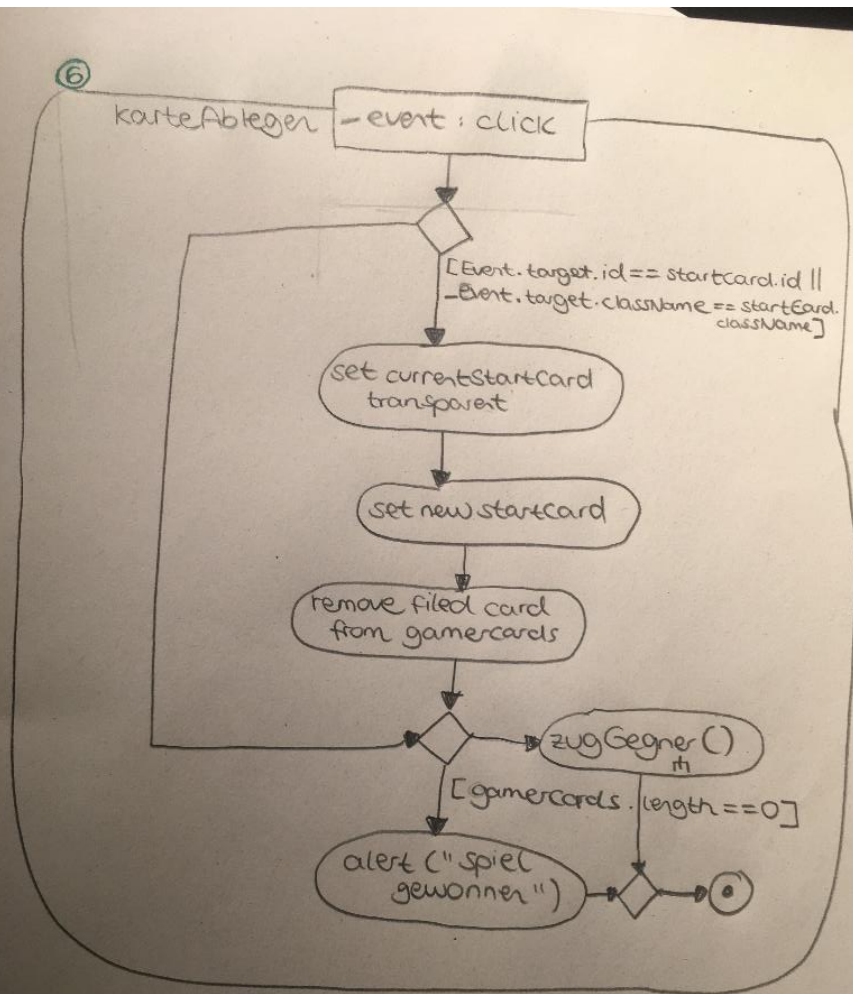 6
karteAblegen
_event : click
[Event.target.id == startcard.id ||
_Event.target.className == startCard.
className]
set currentStartCard
transparent
set new startcard
remove filed card
from gamercards
zugGegner ()
[gamercards.length ==0]
alert ("Spiel
gewonnen")